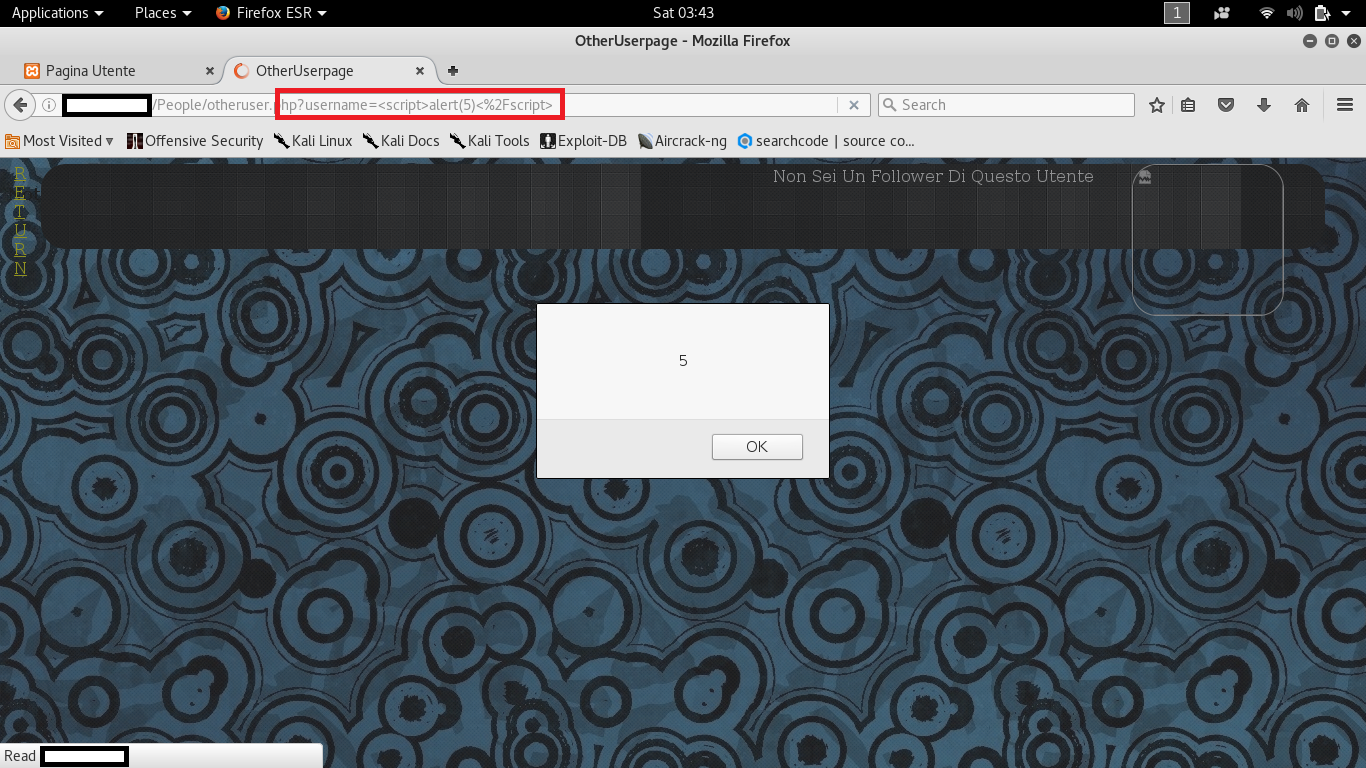 Applications Places Firefox ESR Sat 03:43 1
OtherUserpage - Mozilla Firefox
Pagina Utente OtherUserpage
/People/otheruser.php?username=<script>alert(5)<%2Fscript> Search
Most Visited Offensive Security Kali Linux Kali Docs Kali Tools Exploit-DB Aircrack-ng searchcode | source co...
R
E
T
U
R
N
Non Sei Un Follower Di Questo Utente
5
OK
Read